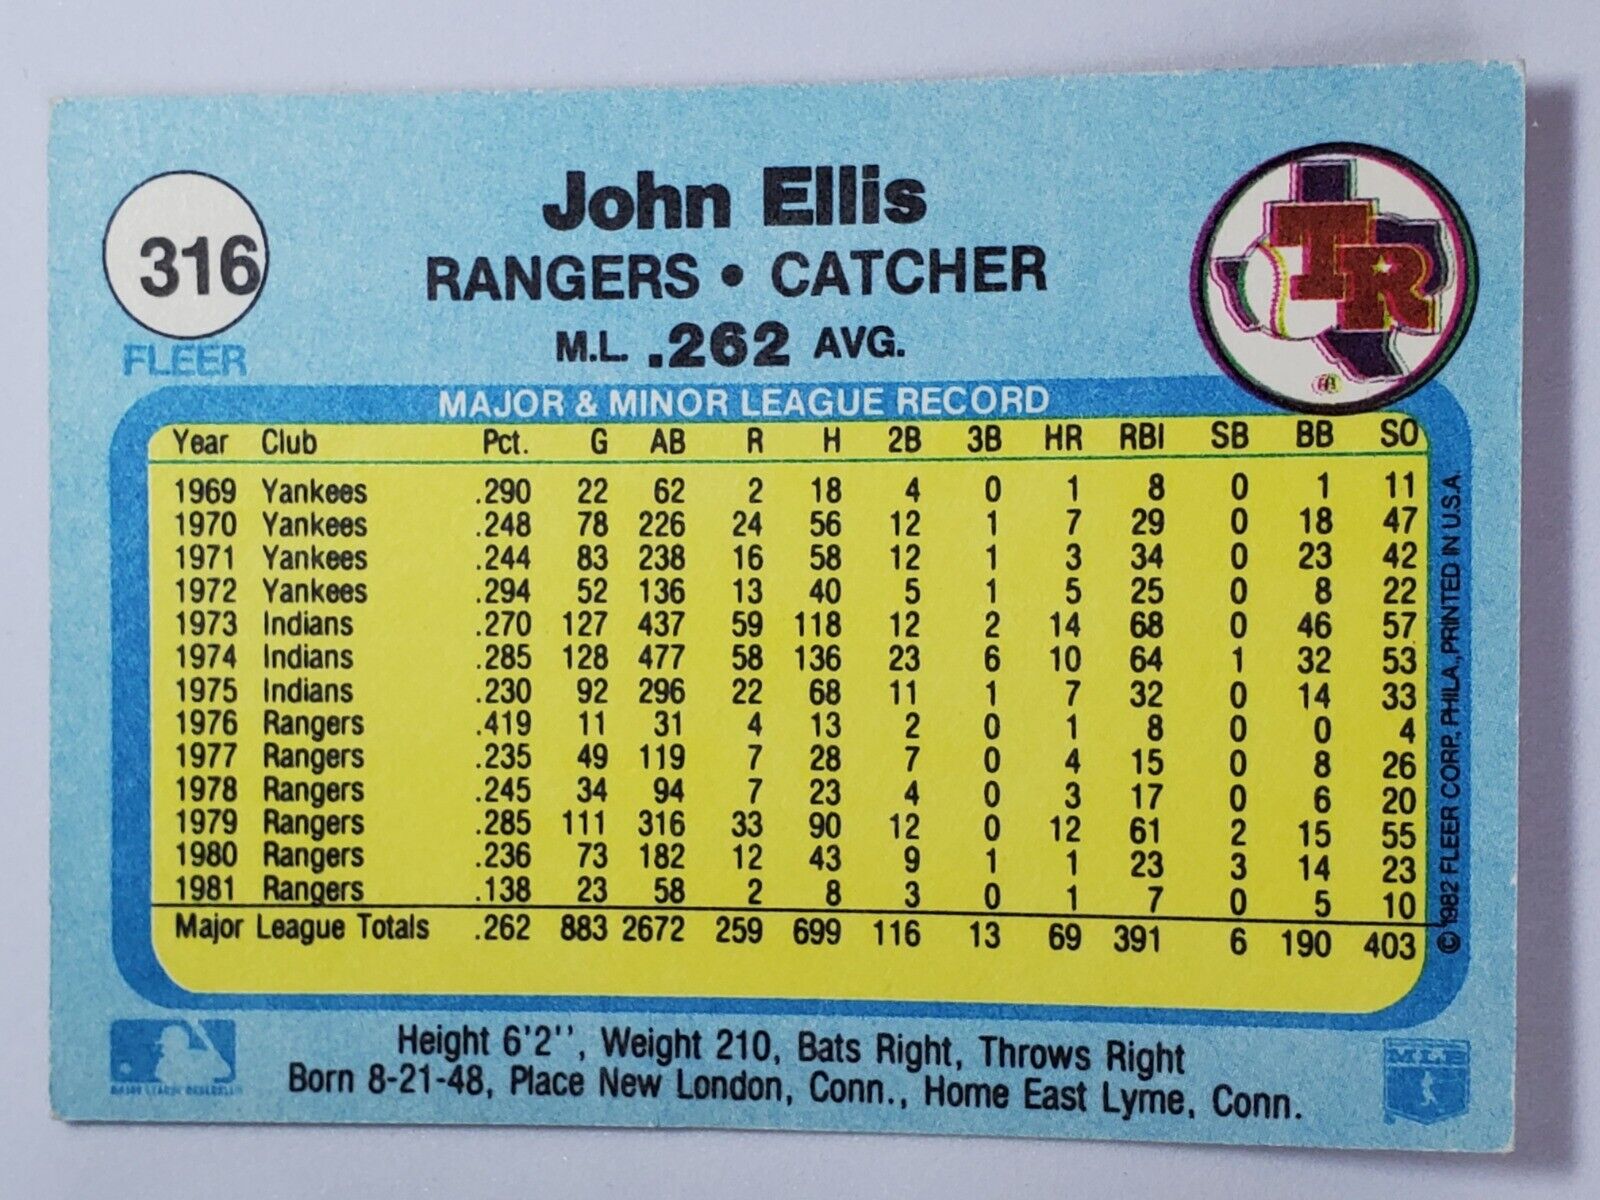 316
FLEER
John Ellis
RANGERS • CATCHER
M.L. .262 AVG.
TR
MAJOR & MINOR LEAGUE RECORD
Year Club Pct. G AB R H 2B 3B HR RBI SB BB SO
1969 Yankees .290 22 62 2 18 4 0 1 8 0 1 11
1970 Yankees .248 78 226 24 56 12 1 7 29 0 18 47
1971 Yankees .244 83 238 16 58 12 1 3 34 0 23 42
1972 Yankees .294 52 136 13 40 5 1 5 25 0 8 22
1973 Indians .270 127 437 59 118 12 2 14 68 0 46 57
1974 Indians .285 128 477 58 136 23 6 10 64 1 32 53
1975 Indians .230 92 296 22 68 11 1 7 32 0 14 33
1976 Rangers .419 11 31 4 13 2 0 1 8 0 0 4
1977 Rangers .235 49 119 7 28 7 0 4 15 0 8 26
1978 Rangers .245 34 94 7 23 4 0 3 17 0 6 20
1979 Rangers .285 111 316 33 90 12 0 12 61 2 15 55
1980 Rangers .236 73 182 12 43 9 1 1 23 3 14 23
1981 Rangers .138 23 58 2 8 3 0 1 7 0 5 10
Major League Totals .262 883 2672 259 699 116 13 69 391 6 190 403
©1982 FLEER CORP., PHILA., PRINTED IN U.S.A.
Height 6'2'', Weight 210, Bats Right, Throws Right
Born 8-21-48, Place New London, Conn., Home East Lyme, Conn.
MAJOR LEAGUE BASEBALL